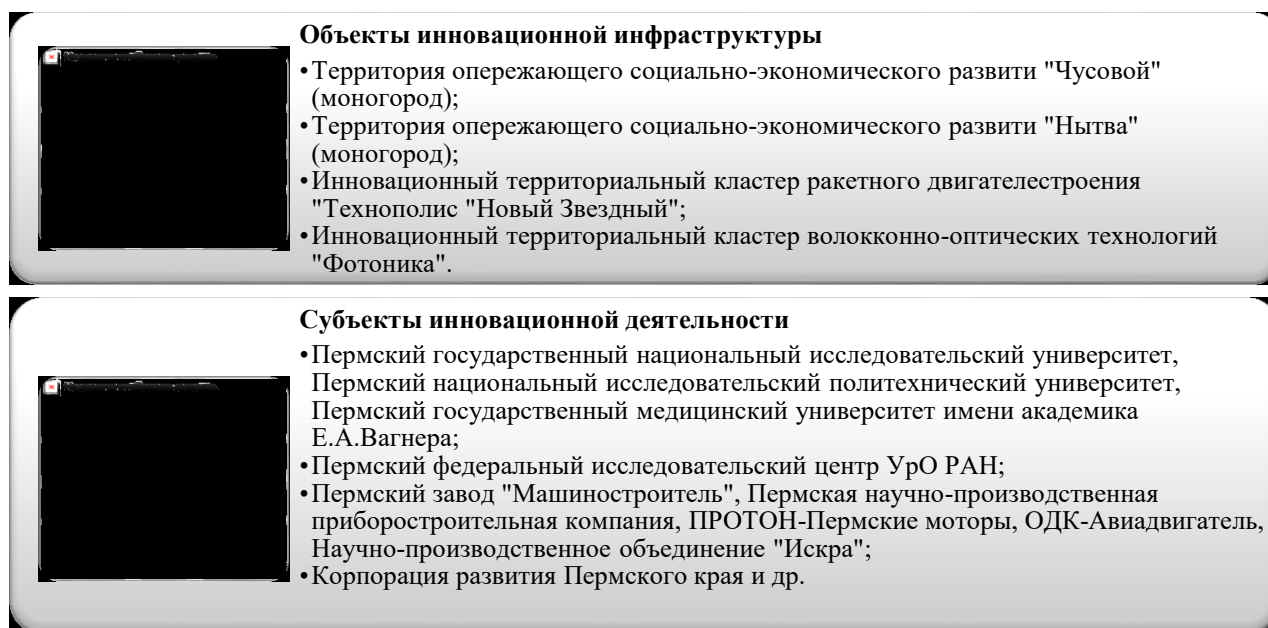 Объекты инновационной инфраструктуры
•Территория опережающего социально-экономического развити "Чусовой"
(моногород);
•Территория опережающего социально-экономического развити "Нытва"
(моногород);
•Инновационный территориальный кластер ракетного двигателестроения
"Технополис "Новый Звездный";
•Инновационный территориальный кластер волокконно-оптических технологий
"Фотоника".
Субъекты инновационной деятельности
•Пермский государственный национальный исследовательский университет,
Пермский национальный исследовательский политехнический университет,
Пермский государственный медицинский университет имени академика
Е.А.Вагнера;
•Пермский федеральный исследовательский центр УрО РАН;
•Пермский завод "Машиностроитель", Пермская научно-производственная
приборостроительная компания, ПРОТОН-Пермские моторы, ОДК-Авиадвигатель,
Научно-производственное объединение "Искра";
•Корпорация развития Пермского края и др.